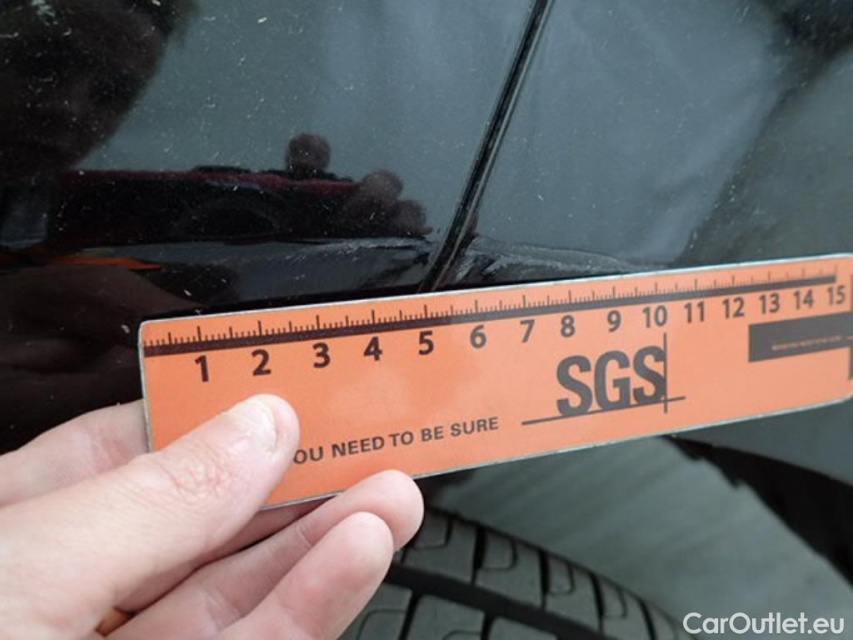 1 2 3 4 5 6 7 8 9 10 11 12 13 14 15
SGS
OU NEED TO BE SURE
CarOutlet.eu